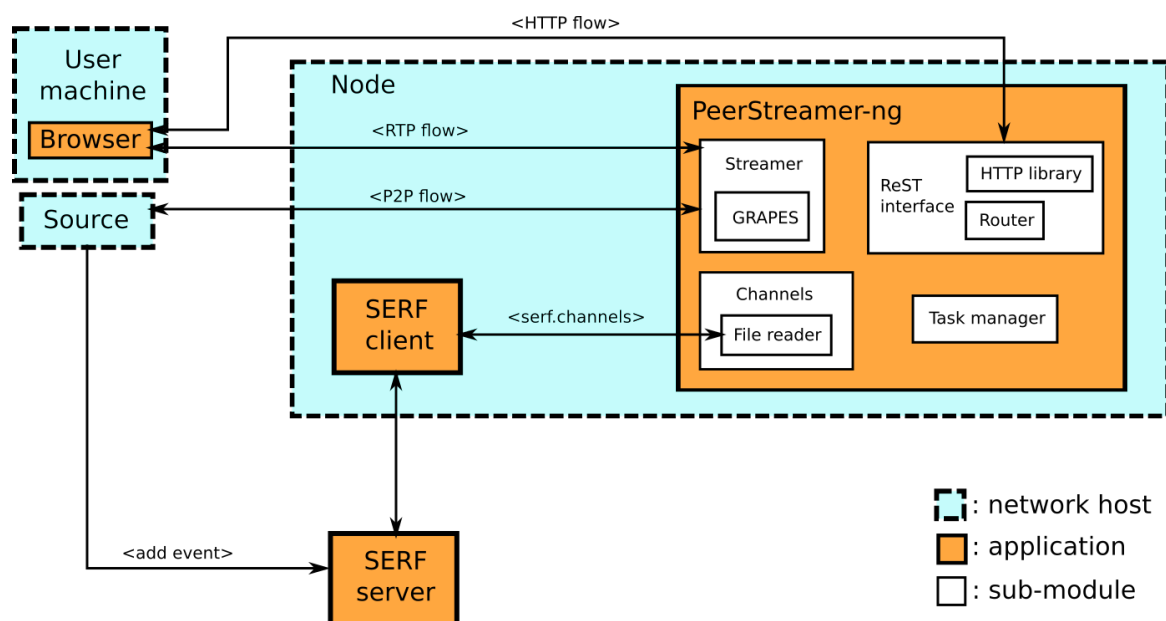 <HTTP flow>
User
machine
Browser
Node
PeerStreamer-ng
<RTP flow>
Streamer
GRAPES
ReST
interface
HTTP library
Router
<P2P flow>
Source
SERF
client
<serf.channels>
Channels
File reader
Task manager
<add event>
SERF
server
: network host
: application
: sub-module